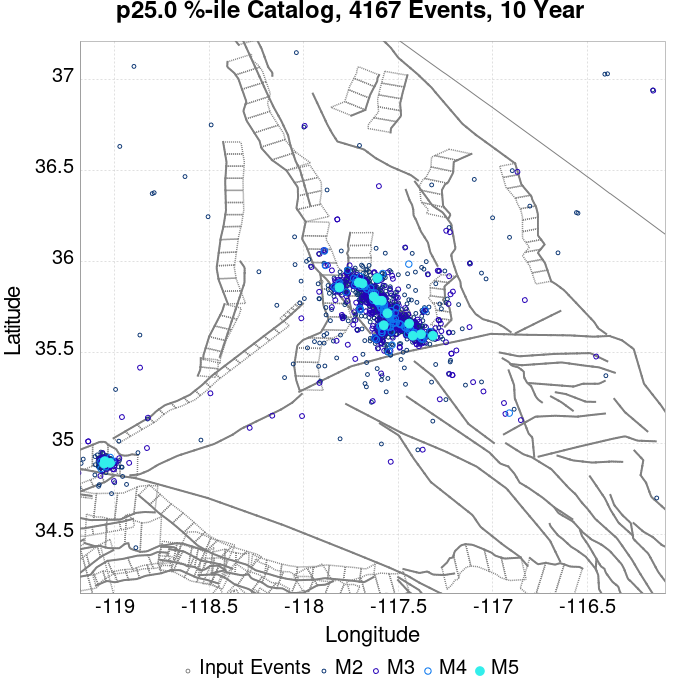 p25.0 %-ile Catalog, 4167 Events, 10 Year
37
36.5
36
35.5
35
34.5
Latitude
-119
-118.5
-118
-117.5
-117
-116.5
Longitude
Input Events
M2
M3
M4
M5